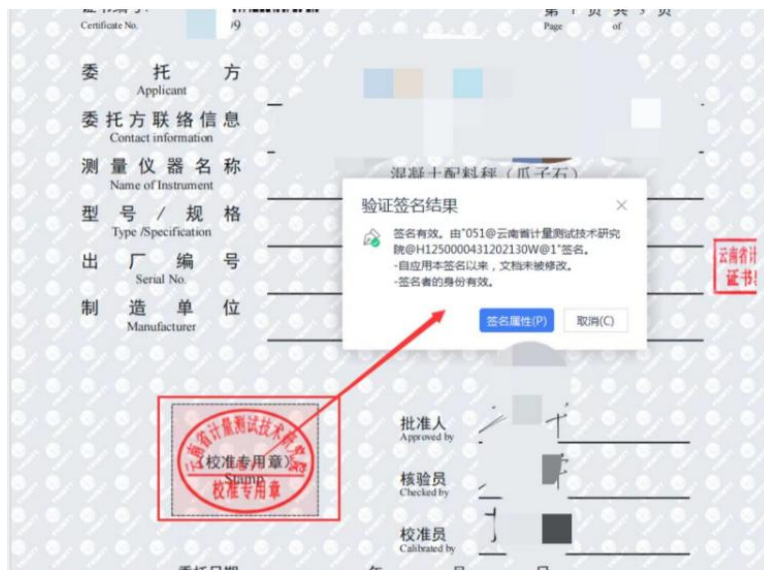 Certificate No.
第 1 页 共 3 页
Page of
委托方
Applicant
委托方联络信息
Contact information
测量仪器名称
Name of Instrument
混凝土配料秤（瓜子石）
型号/规格
Type /Specification
出厂编号
Serial No.
制造单位
Manufacturer
验证签名结果
签名有效。由"051@云南省计量测试技术研究
院@H1250000431202130W@1"签名。
-自应用本签名以来，文档未被修改。
-签名者的身份有效。
签名属性(P) 取消(C)
云南省计
证书
云南省计量测试技术研究院
（校准专用章）
Stamp
校准专用章
批准人
Approved by
核验员
Checked by
校准员
Calibrated by
委托日期 年 月 日